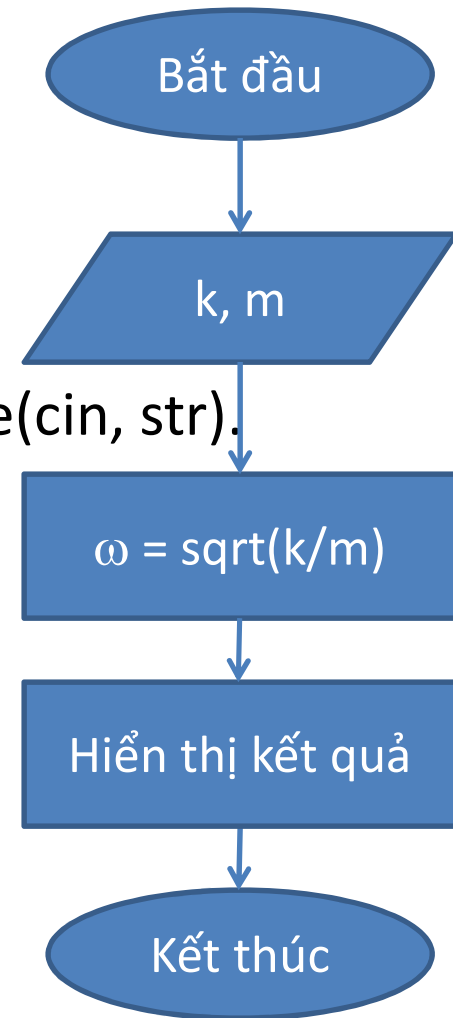 Bắt đầu
k, m
e(cin, str).
ω = sqrt(k/m)
Hiển thị kết quả
Kết thúc